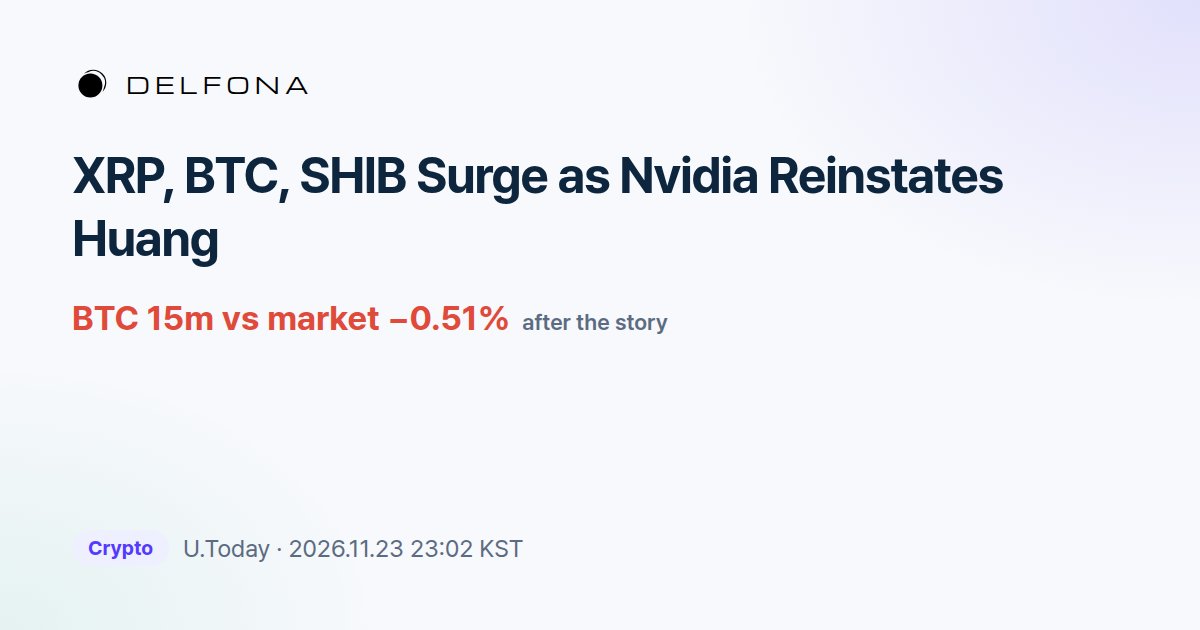 DELFONA
XRP, BTC, SHIB Surge as Nvidia Reinstates
Huang
BTC 15m vs market −0.51% after the story
Crypto U.Today · 2026.11.23 23:02 KST